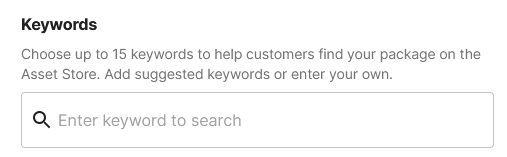 Keywords
Choose up to 15 keywords to help customers find your package on the
Asset Store. Add suggested keywords or enter your own.
Enter keyword to search